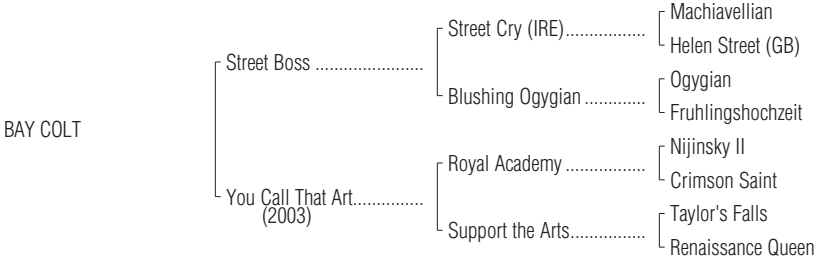 Machiavellian
Street Cry (IRE).................
Helen Street (GB)
Street Boss .......................
Ogygian
Blushing Ogygian .............
Fruhlingshochzeit
BAY COLT
Nijinsky II
Royal Academy .................
Crimson Saint
You Call That Art...............
(2003)
Taylor's Falls
Support the Arts................
Renaissance Queen